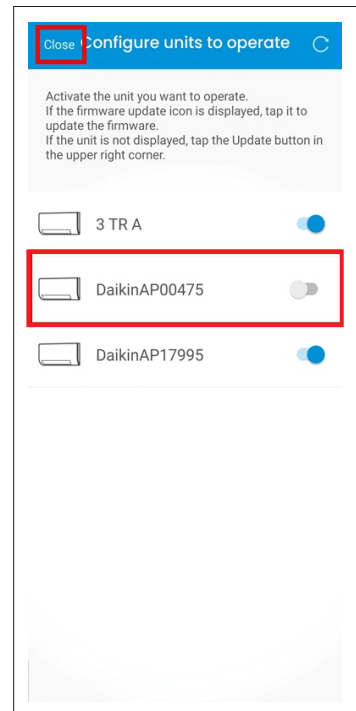 Close Configure units to operate
Activate the unit you want to operate.
If the firmware update icon is displayed, tap it to
update the firmware.
If the unit is not displayed, tap the Update button in
the upper right corner.
3 TR A
DaikinAP00475
DaikinAP17995